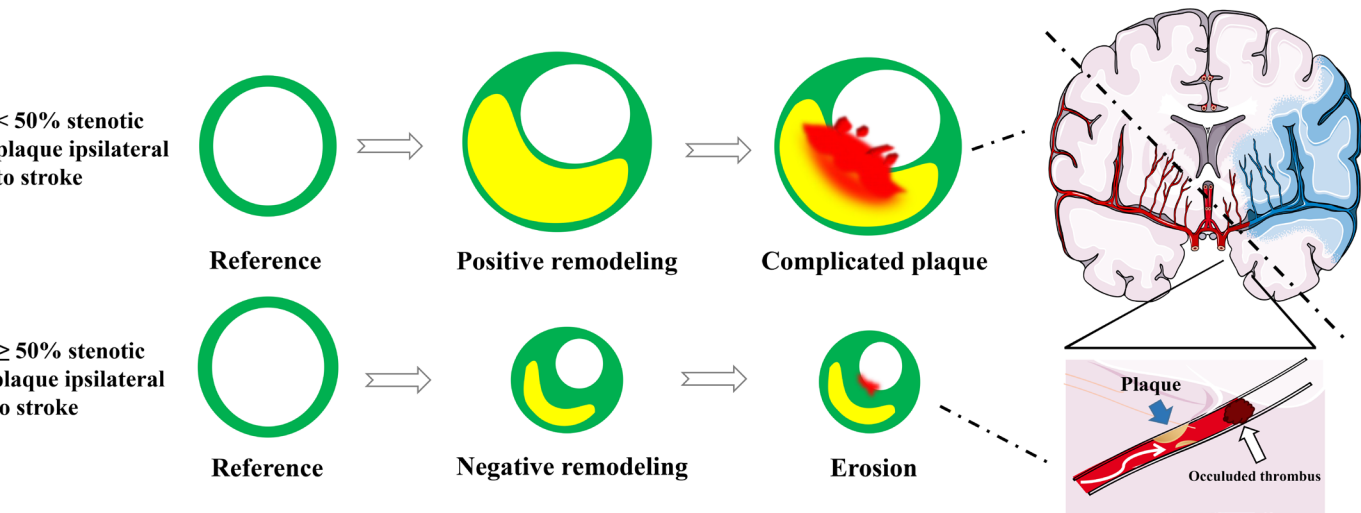 < 50% stenotic
plaque ipsilateral
to stroke
Reference
Positive remodeling
Complicated plaque
≥ 50% stenotic
plaque ipsilateral
to stroke
Reference
Negative remodeling
Erosion
Plaque
Occuluded thrombus